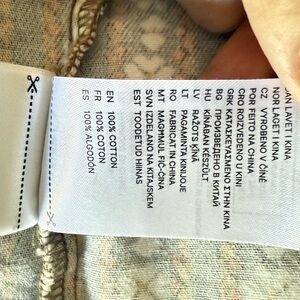 DAN LAVET I KINA
NOR LAGET I KINA
CZ VYROBENO V ČÍNĚ
POR FEITO NA CHINA
CRO PROIZVEDENO U KINI
GRK ΚΑΤΑΣΚΕΥΑΣΜΕΝΟ ΣΤΗΝ ΚΙΝΑ
BG ПРОИЗВЕДЕНО В КИТАЙ
HU KÍNÁBAN KÉSZÜLT
LV RAŽOTS ĶĪNĀ
LT PAGAMINTA KINIJOJE
RO FABRICAT IN CHINA
MT MAGĦMUL FIĊ-ĊINA
SVN IZDELANO NA KITAJSKEM
EST TOODETUD HIINAS
EN 100% COTTON
FR 100% COTON
ES 100% ALGODÓN